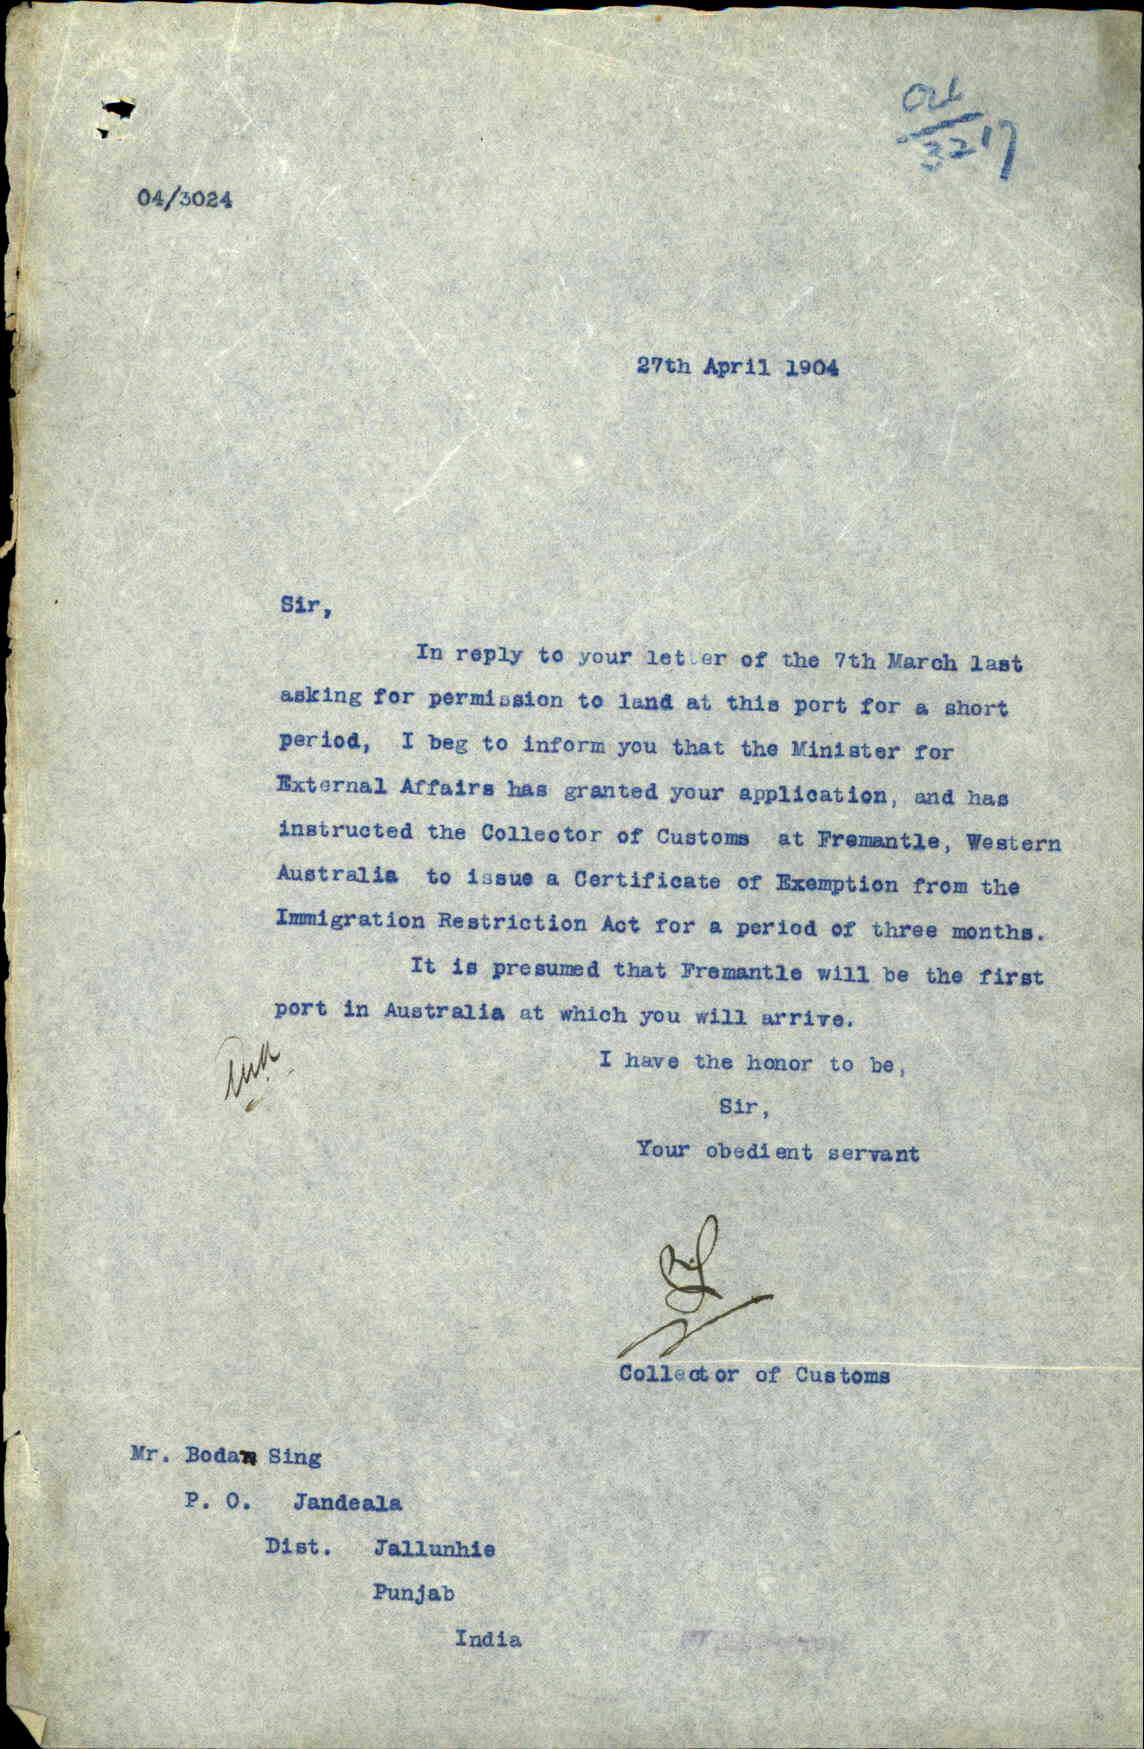 04
3217
04/3024
27th April 1904
Sir,
In reply to your letter of the 7th March last
asking for permission to land at this port for a short
period, I beg to inform you that the Minister for
External Affairs has granted your application, and has
instructed the Collector of Customs at Fremantle, Western
Australia to issue a Certificate of Exemption from the
Immigration Restriction Act for a period of three months.
It is presumed that Fremantle will be the first
port in Australia at which you will arrive.
I have the honor to be,
Sir,
Your obedient servant
Collector of Customs
Mr. Bodan Sing
P. O. Jandeala
Dist. Jallunhie
Punjab
India